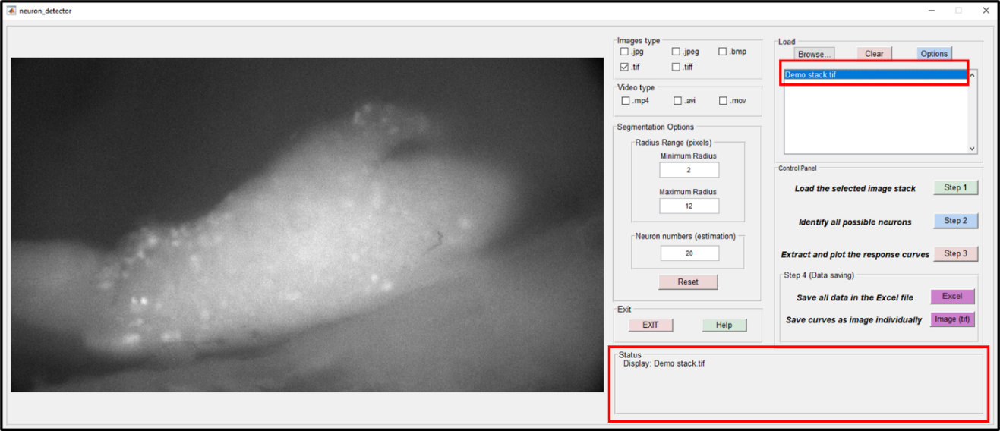 neuron_detector
Images type
.jpg
.jpeg
.bmp
.tif
.tiff
Video type
.mp4
.avi
.mov
Segmentation Options
Radius Range (pixels)
Minimum Radius
2
Maximum Radius
12
Neuron numbers (estimation)
20
Reset
Exit
EXIT
Help
Load
Browse...
Clear
Options
Demo stack.tif
Control Panel
Load the selected image stack
Step 1
Identify all possible neurons
Step 2
Extract and plot the response curves
Step 3
Step 4 (Data saving)
Save all data in the Excel file
Excel
Save curves as image individually
Image (tif)
Status
Display: Demo stack.tif